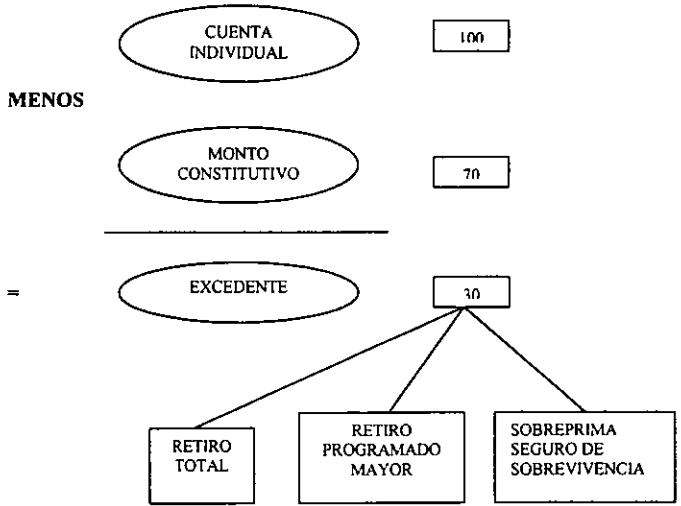 CUENTA
INDIVIDUAL
100
MENOS
MONTO
CONSTITUTIVO
70
=
EXCEDENTE
30
RETIRO
TOTAL
RETIRO
PROGRAMADO
MAYOR
SOBREPRIMA
SEGURO DE
SOBREVIVENCIA